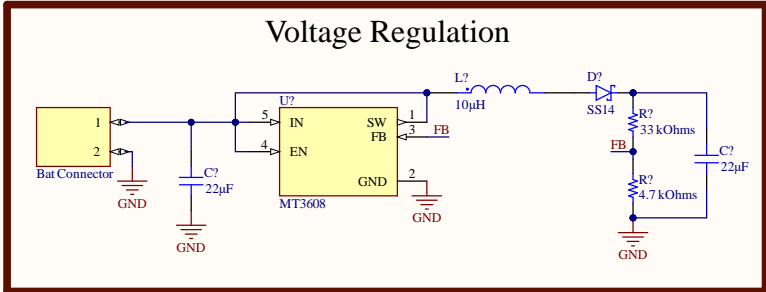 Voltage Regulation
1
2
Bat Connector
GND
C?
22µF
GND
U?
5 IN
4 EN
SW 1
FB 3 FB
GND 2
MT3608
GND
L?
10µH
D?
SS14
R?
33 kOhms
FB
R?
4.7 kOhms
C?
22µF
GND